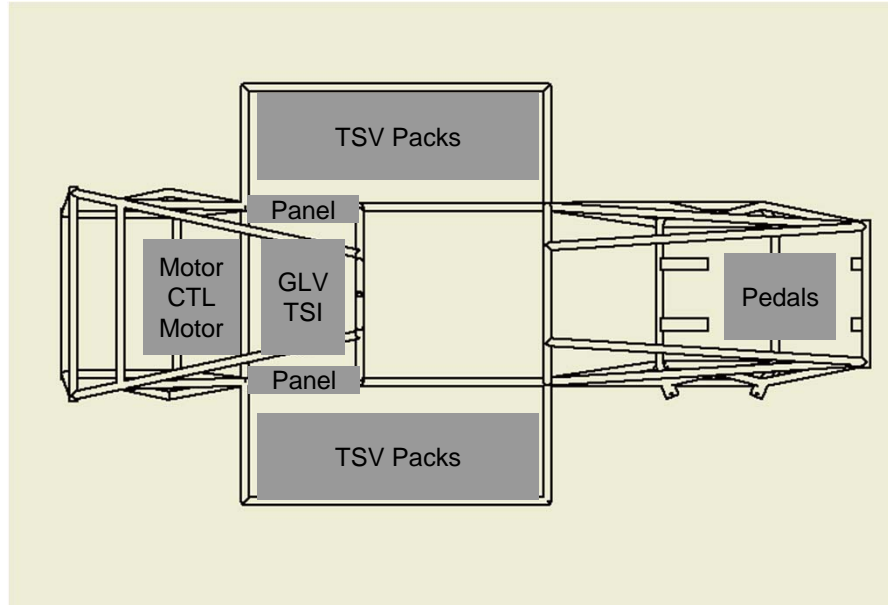 TSV Packs
Panel
Motor
CTL
Motor
GLV
TSI
Pedals
Panel
TSV Packs